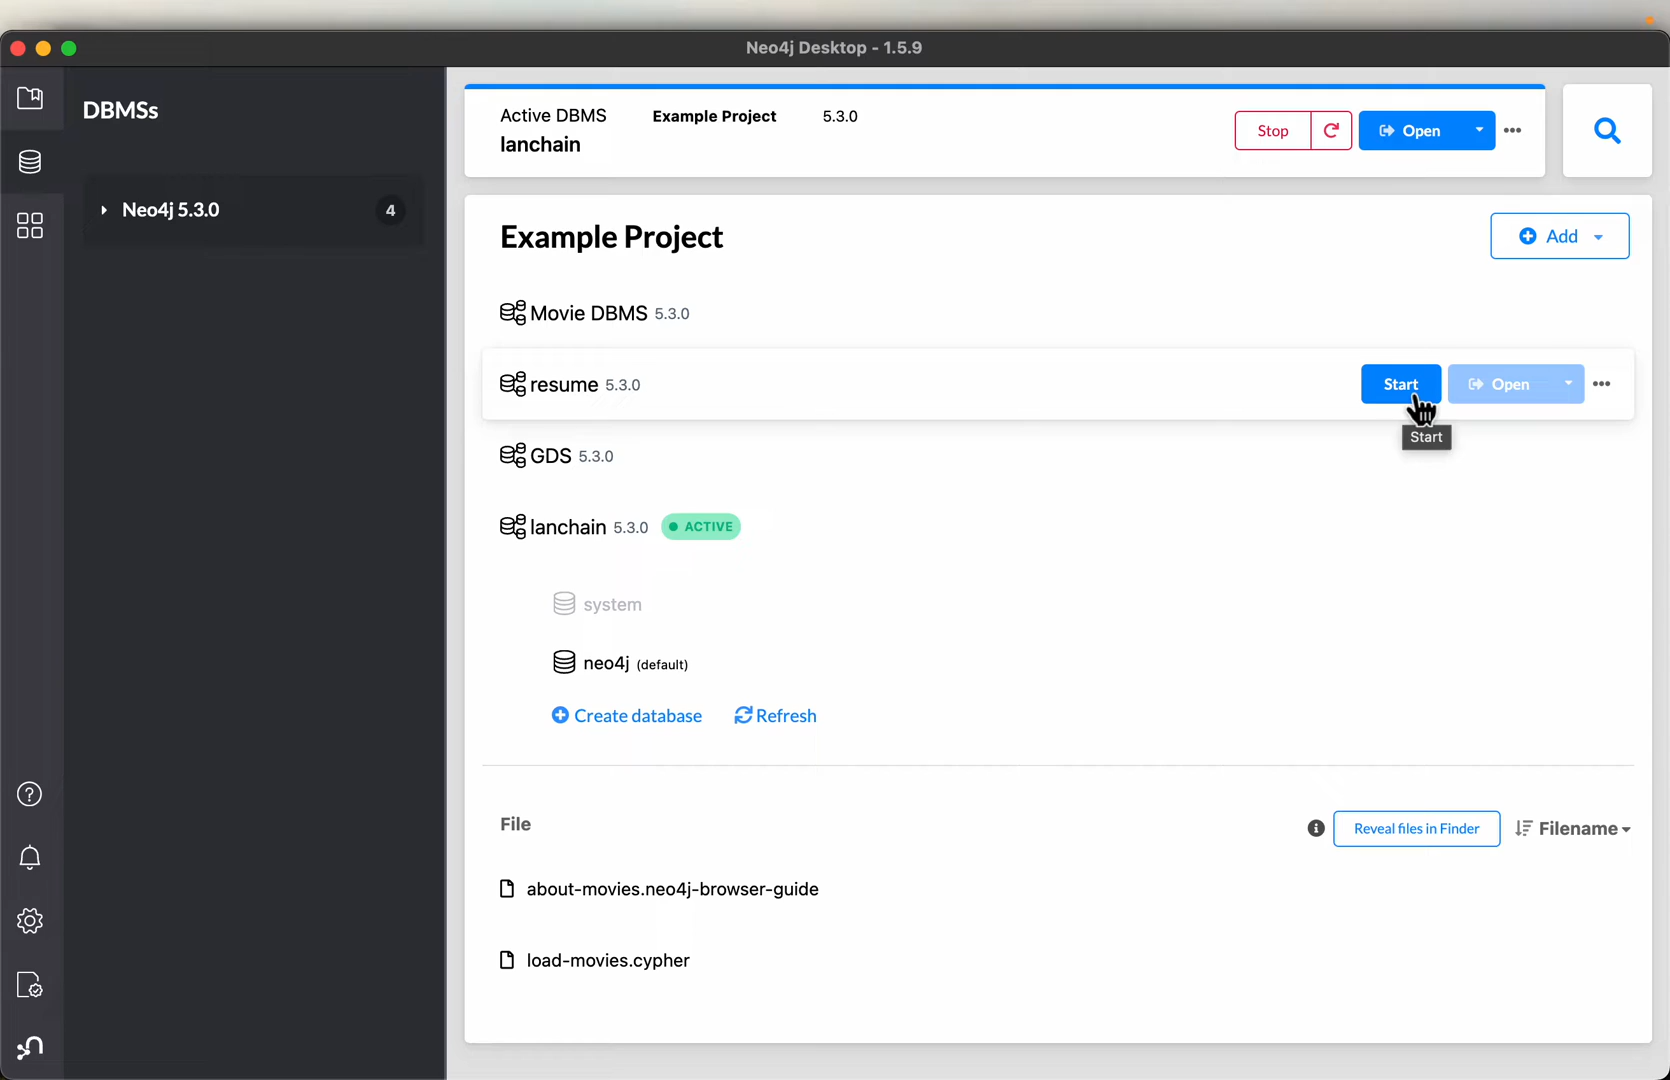 Neo4j Desktop - 1.5.9
DBMSs
Neo4j 5.3.0
4
Active DBMS
lanchain
Example Project
5.3.0
Stop
Open
Example Project
Add
Movie DBMS 5.3.0
resume 5.3.0
Start
Open
Start
GDS 5.3.0
lanchain 5.3.0 ACTIVE
system
neo4j (default)
Create database
Refresh
File
Reveal files in Finder
Filename
about-movies.neo4j-browser-guide
load-movies.cypher